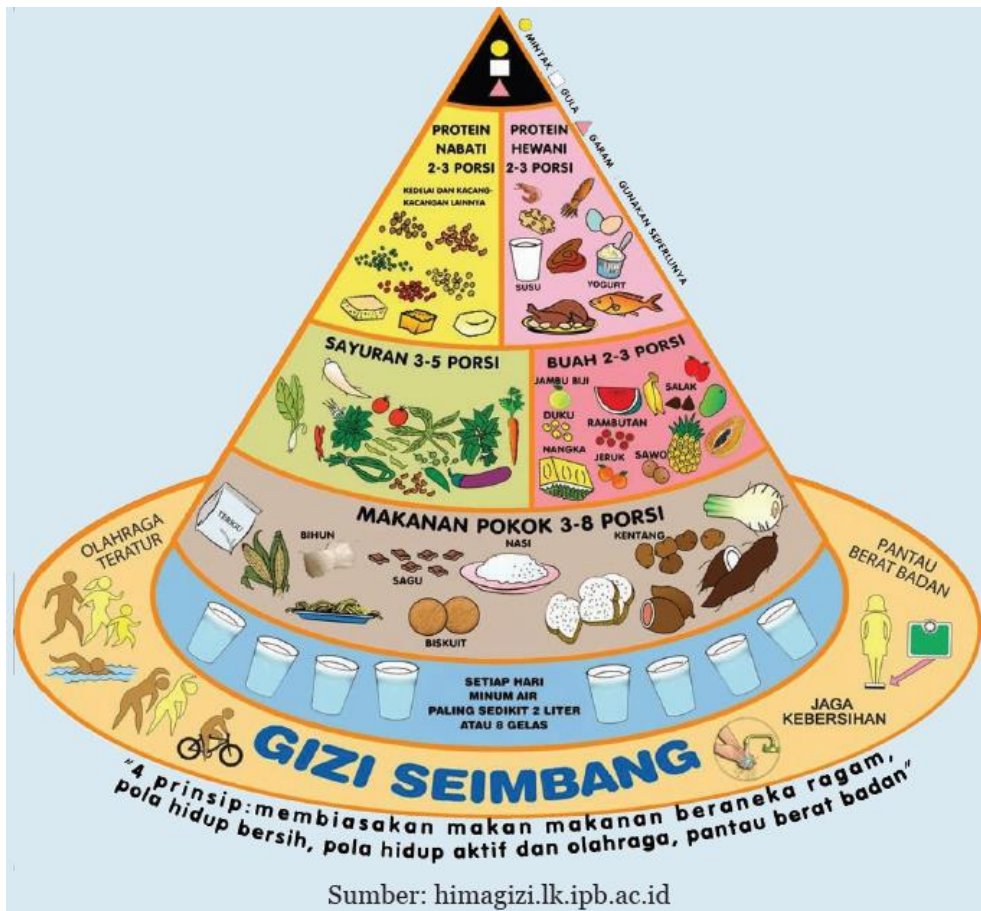 MINYAK
GULA
GARAM
GUNAKAN SEPERLUNYA
PROTEIN
NABATI
2-3 PORSI
KEDELAI DAN KACANG-
KACANGAN LAINNYA
PROTEIN
HEWANI
2-3 PORSI
SUSU
YOGURT
SAYURAN 3-5 PORSI
BUAH 2-3 PORSI
JAMBU BIJI
SALAK
DUKU
RAMBUTAN
NANGKA
JERUK
SAWO
MAKANAN POKOK 3-8 PORSI
TERIGU
BIHUN
SAGU
NASI
KENTANG
BISKUIT
OLAHRAGA
TERATUR
PANTAU
BERAT BADAN
SETIAP HARI
MINUM AIR
PALING SEDIKIT 2 LITER
ATAU 8 GELAS
JAGA
KEBERSIHAN
GIZI SEIMBANG
"4 prinsip:membiasakan makan makanan beraneka ragam,
pola hidup bersih, pola hidup aktif dan olahraga, pantau berat badan"
Sumber: himagizi.lk.ipb.ac.id